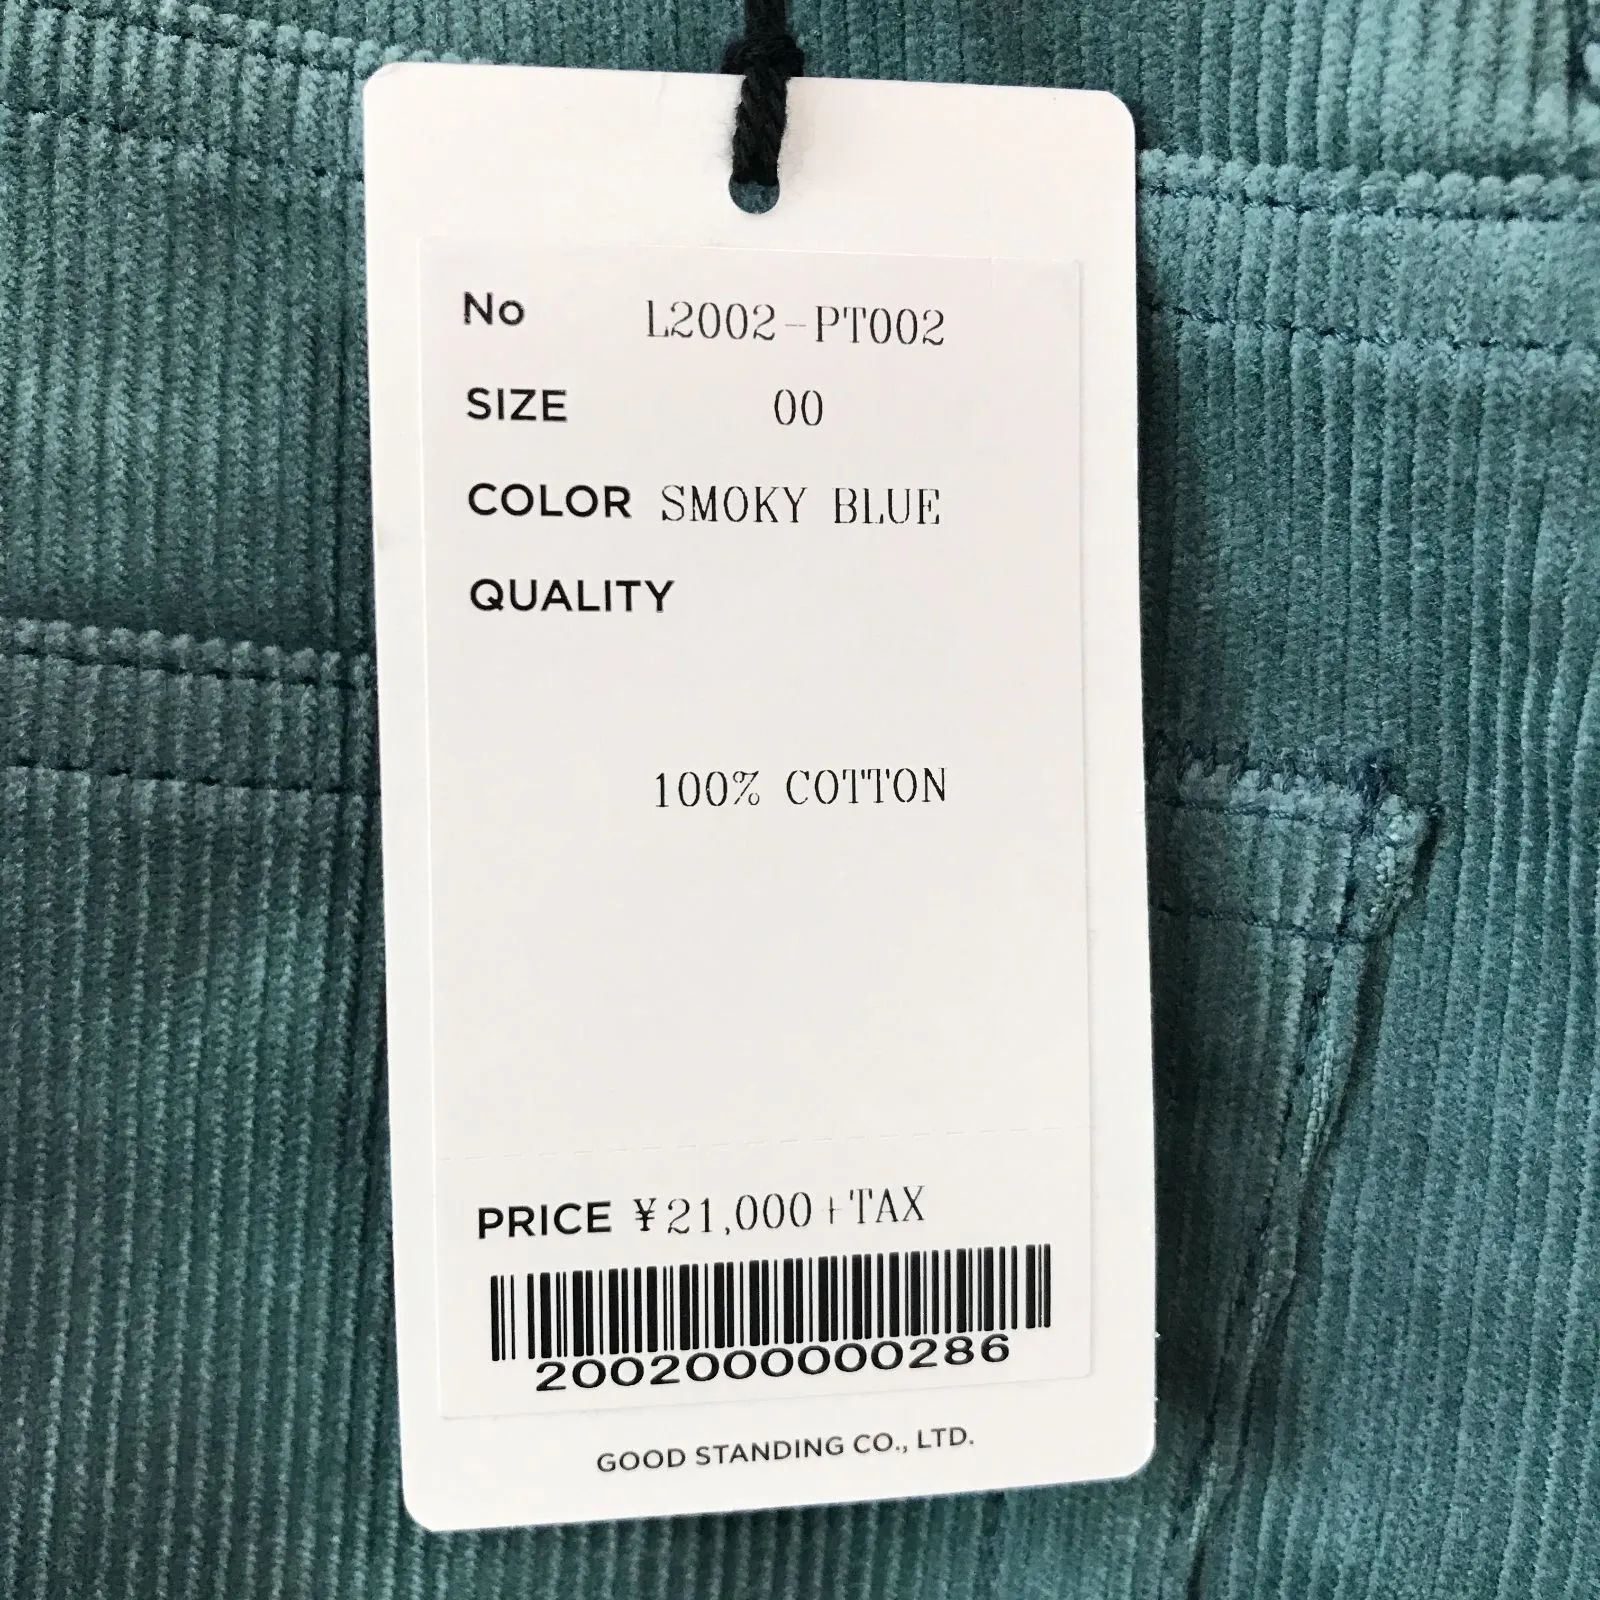 No L2002-PT002
SIZE 00
COLOR SMOKY BLUE
QUALITY
100% COTTON
PRICE ¥21,000+TAX
2002000000286
GOOD STANDING CO., LTD.